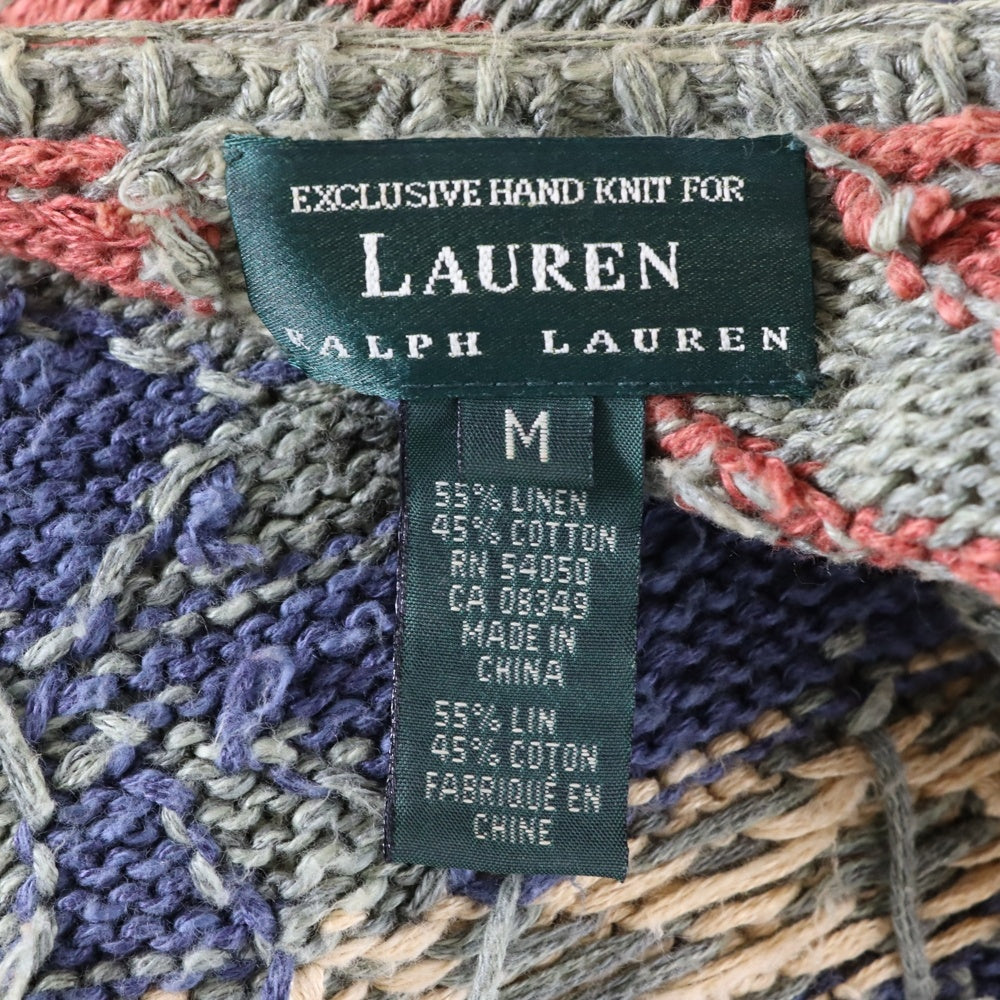 EXCLUSIVE HAND KNIT FOR
LAUREN
RALPH LAUREN
M
55% LINEN
45% COTTON
RN 54050
CA 08349
MADE IN
CHINA
55% LIN
45% COTON
FABRIQUÉ EN
CHINE